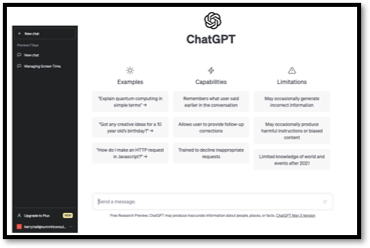 + New chat
Previous 7 Days
New chat
Managing Screen Time.
Upgrade to Plus NEW
ChatGPT
Examples
"Explain quantum computing in
simple terms" →
"Got any creative ideas for a 10
year old's birthday?" →
"How do I make an HTTP request
in Javascript?" →
Capabilities
Remembers what user said
earlier in the conversation
Allows user to provide follow-up
corrections
Trained to decline inappropriate
requests
Limitations
May occasionally generate
incorrect information
May occasionally produce
harmful instructions or biased
content
Limited knowledge of world and
events after 2021
Send a message.
Free Research Preview. ChatGPT may produce inaccurate information about people, places, or facts.